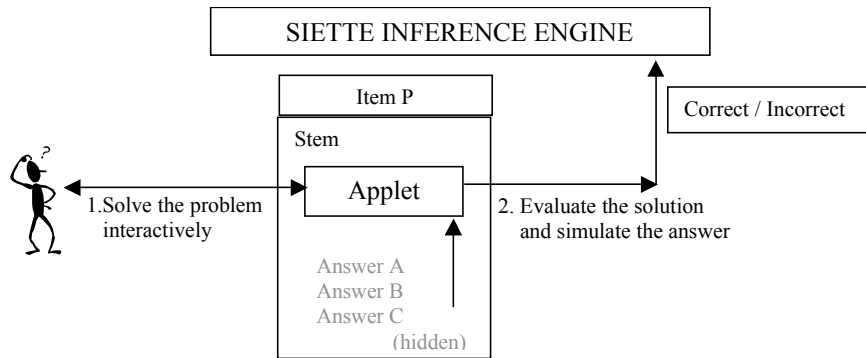 SIETTE INFERENCE ENGINE
Item P
Correct / Incorrect
Stem
?
Applet
1.Solve the problem
interactively
2. Evaluate the solution
and simulate the answer
Answer A
Answer B
Answer C
(hidden)